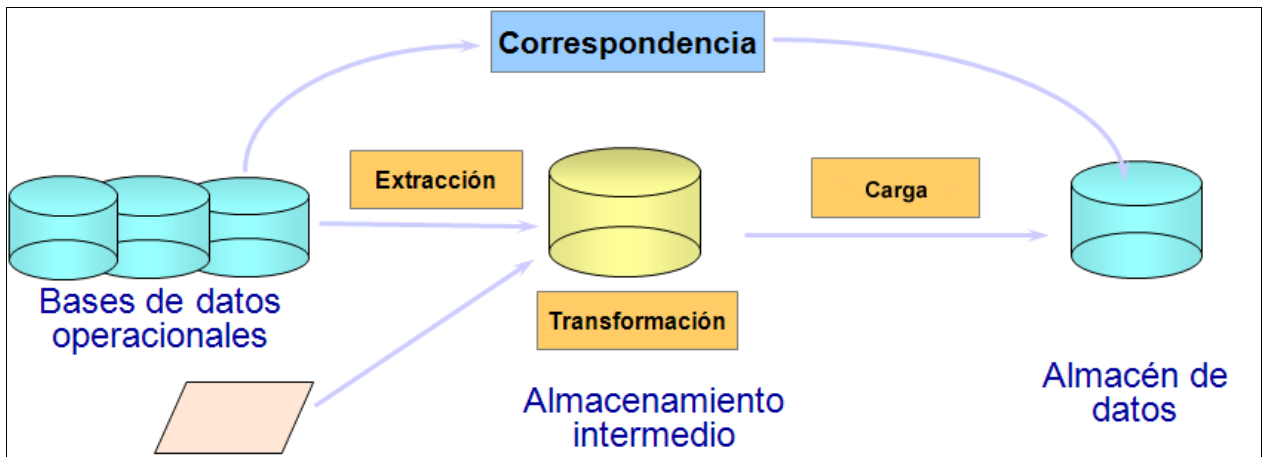 Correspondencia
Extracción
Carga
Bases de datos
operacionales
Transformación
Almacenamiento
intermedio
Almacén de
datos